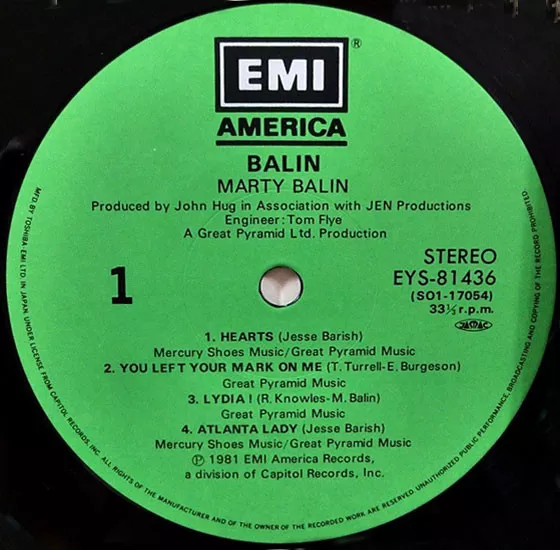 EMI
®
AMERICA
BALIN
MARTY BALIN
Produced by John Hug in Association with JEN Productions
Engineer: Tom Flye
A Great Pyramid Ltd. Production
1
STEREO
EYS-81436
(SO1-17054)
33⅓ r.p.m.
JASRAC
1. HEARTS (Jesse Barish)
Mercury Shoes Music/Great Pyramid Music
2. YOU LEFT YOUR MARK ON ME (T. Turrell-E. Burgeson)
Great Pyramid Music
3. LYDIA! (R. Knowles-M. Balin)
Great Pyramid Music
4. ATLANTA LADY (Jesse Barish)
Mercury Shoes Music/Great Pyramid Music
℗ 1981 EMI America Records,
a division of Capitol Records, Inc.
MFD. BY TOSHIBA-EMI LTD. IN JAPAN UNDER LICENSE FROM CAPITOL RECORDS, INC. ALL RIGHTS OF THE MANUFACTURER AND OF THE OWNER OF THE RECORDED WORK ARE RESERVED. UNAUTHORIZED PUBLIC PERFORMANCE, BROADCASTING AND COPYING OF THE RECORD PROHIBITED.